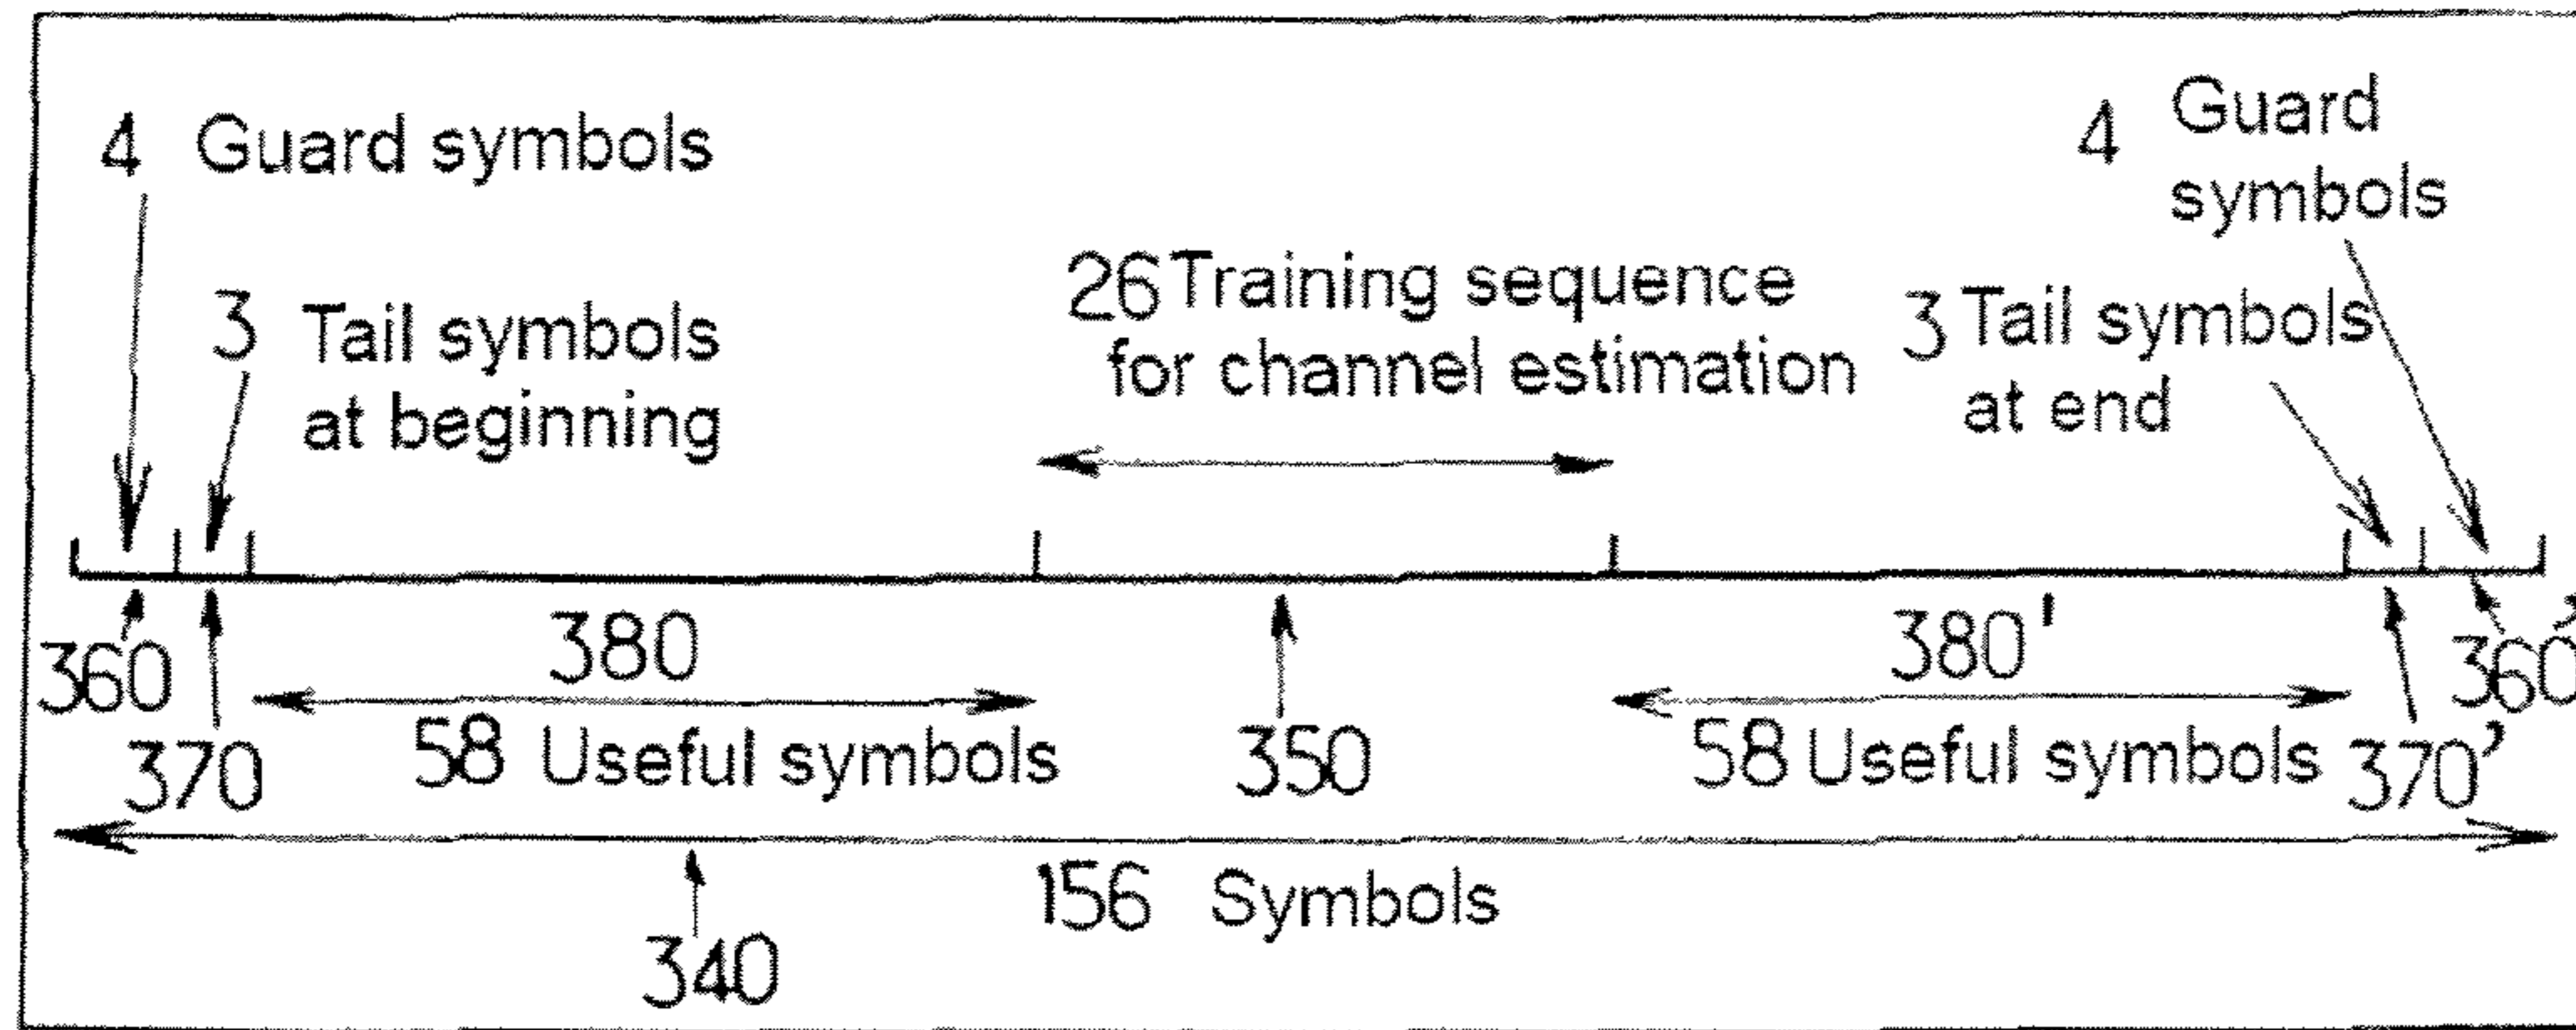 4 Guard symbols
4 Guard
symbols
26 Training sequence
for channel estimation
3 Tail symbols
at beginning
3 Tail symbols
at end
360
370
380
58 Useful symbols
350
380'
58 Useful symbols
370'
360'
156 Symbols
340